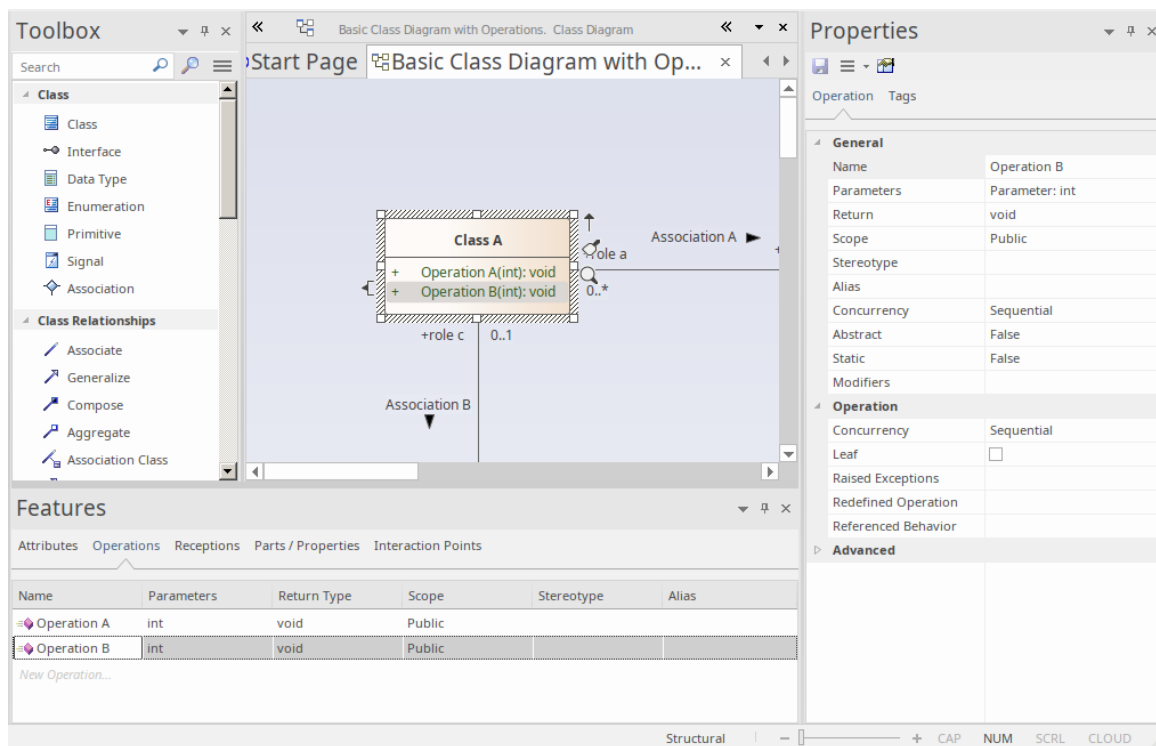 Toolbox
Search
Class
Class
Interface
Data Type
Enumeration
Primitive
Signal
Association
Class Relationships
Associate
Generalize
Compose
Aggregate
Association Class
Basic Class Diagram with Operations. Class Diagram
Start Page
Basic Class Diagram with Op...
Class A
+ Operation A(int): void
+ Operation B(int): void
Association A
+role a
0..*
+
+role c 0..1
Association B
Features
Attributes Operations Receptions Parts / Properties Interaction Points
Name Parameters Return Type Scope Stereotype Alias
Operation A int void Public
Operation B int void Public
New Operation...
Properties
Operation Tags
General
Name Operation B
Parameters Parameter: int
Return void
Scope Public
Stereotype
Alias
Concurrency Sequential
Abstract False
Static False
Modifiers
Operation
Concurrency Sequential
Leaf
Raised Exceptions
Redefined Operation
Referenced Behavior
Advanced
Structural − + CAP NUM SCRL CLOUD